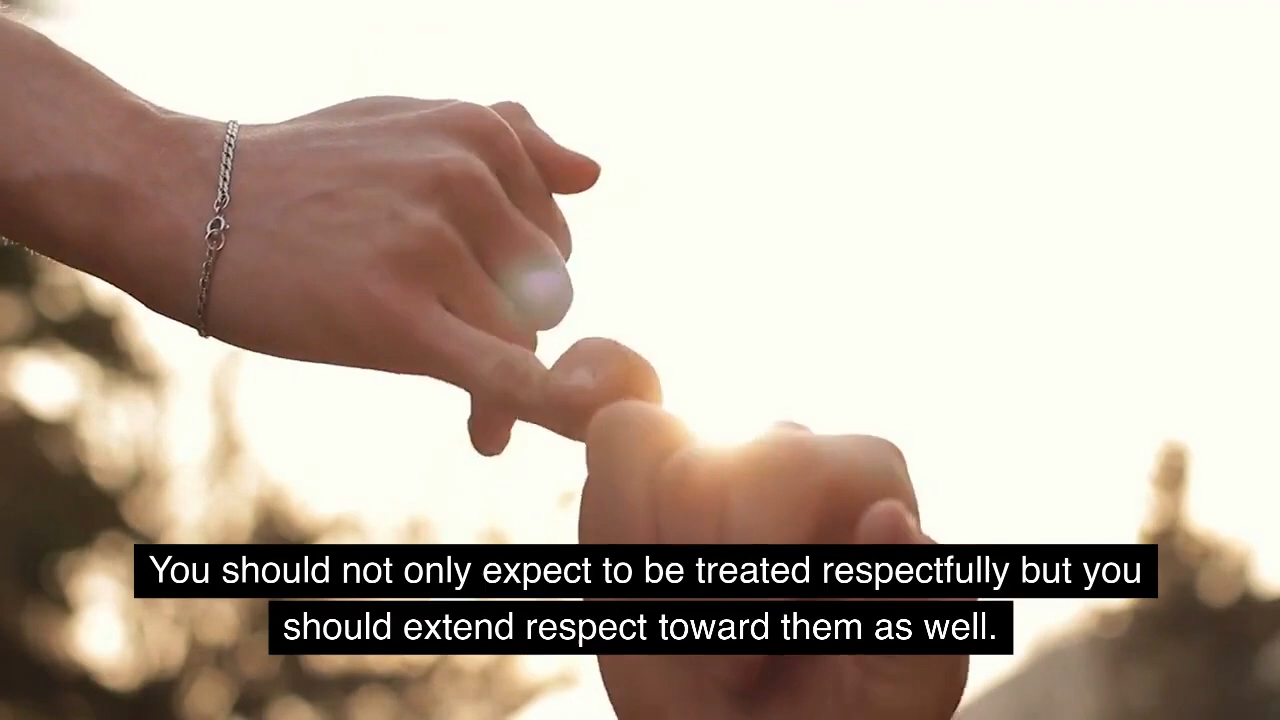 You should not only expect to be treated respectfully but you
should extend respect toward them as well.